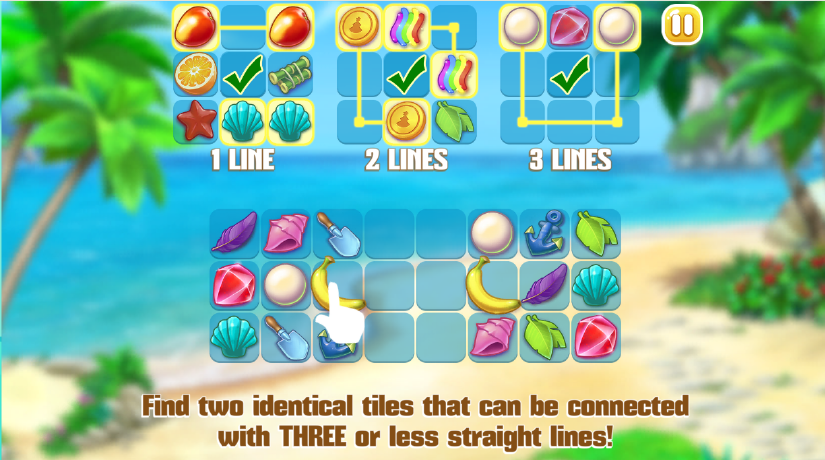 1 LINE
2 LINES
3 LINES
Find two identical tiles that can be connected
with THREE or less straight lines!